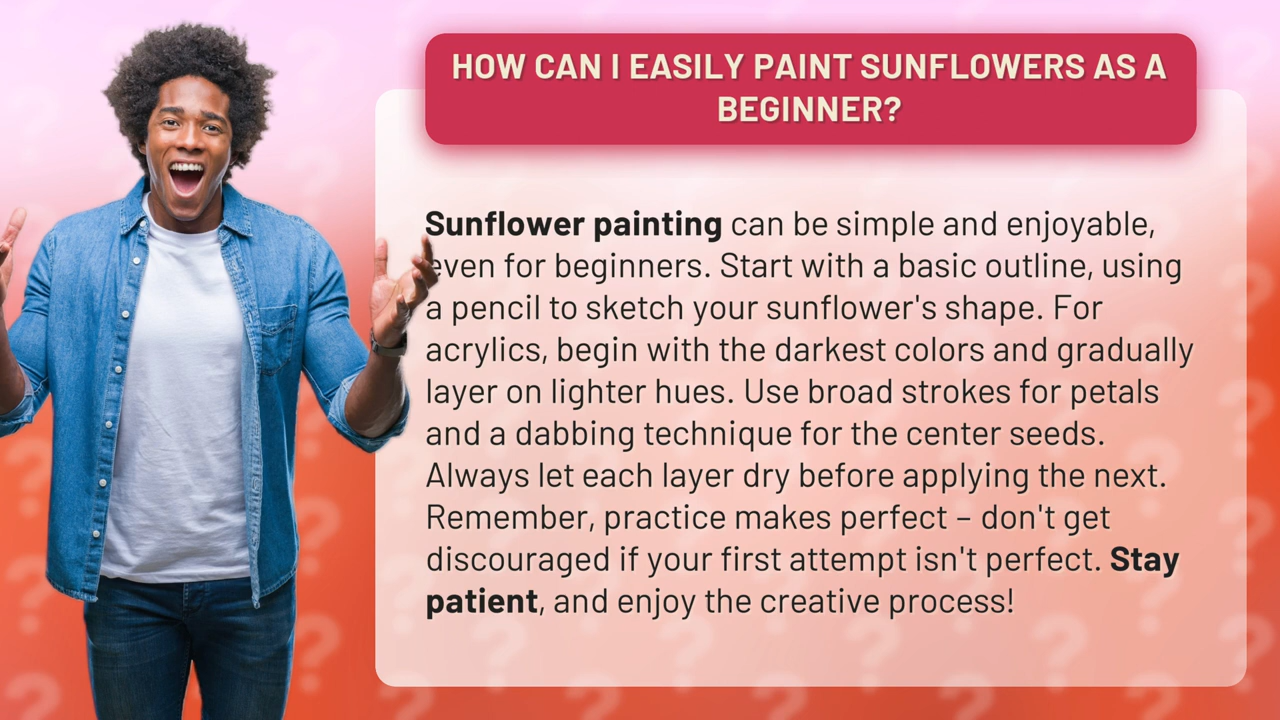 HOW CAN I EASILY PAINT SUNFLOWERS AS A
BEGINNER?
Sunflower painting can be simple and enjoyable,
even for beginners. Start with a basic outline, using
a pencil to sketch your sunflower's shape. For
acrylics, begin with the darkest colors and gradually
layer on lighter hues. Use broad strokes for petals
and a dabbing technique for the center seeds.
Always let each layer dry before applying the next.
Remember, practice makes perfect – don't get
discouraged if your first attempt isn't perfect. Stay
patient, and enjoy the creative process!